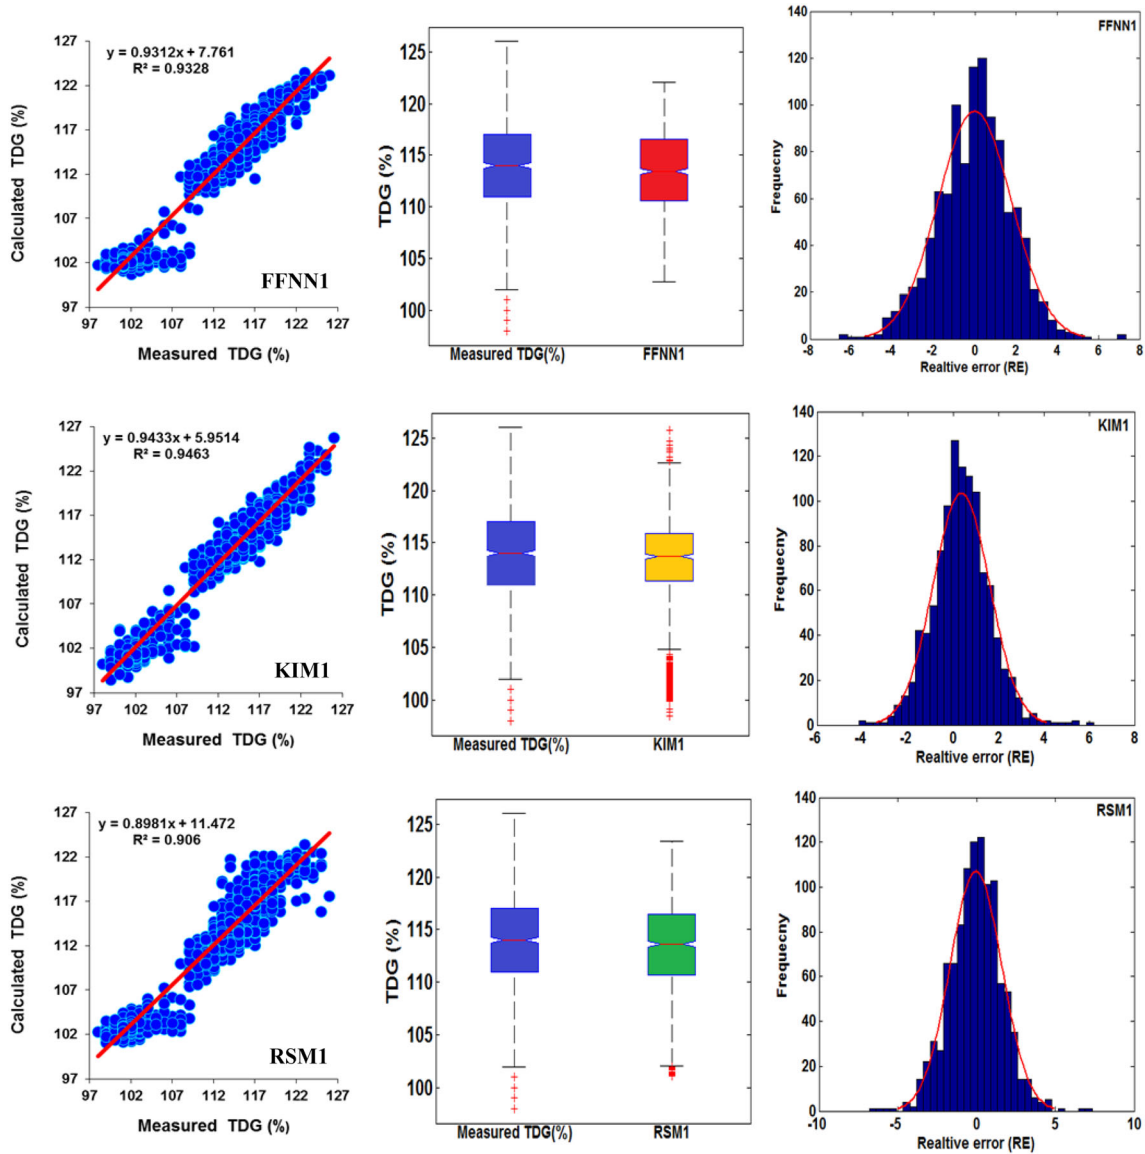 127
122
117
112
107
102
97
Calculated TDG (%)
y = 0.9312x + 7.761
R² = 0.9328
FFNN1
97 102 107 112 117 122 127
Measured TDG (%)
125
120
115
110
105
100
TDG (%)
Measured TDG(%) FFNN1
140
120
100
80
60
40
20
0
Frequecny
FFNN1
-8 -6 -4 -2 0 2 4 6 8
Realtive error (RE)
127
122
117
112
107
102
97
Calculated TDG (%)
y = 0.9433x + 5.9514
R² = 0.9463
KIM1
97 102 107 112 117 122 127
Measured TDG (%)
125
120
115
110
105
100
TDG (%)
Measured TDG(%) KIM1
140
120
100
80
60
40
20
0
Frequecny
KIM1
-6 -4 -2 0 2 4 6 8
Realtive error (RE)
127
122
117
112
107
102
97
Calculated TDG (%)
y = 0.8981x + 11.472
R² = 0.906
RSM1
97 102 107 112 117 122 127
Measured TDG (%)
125
120
115
110
105
100
TDG (%)
Measured TDG(%) RSM1
140
120
100
80
60
40
20
0
Frequecny
RSM1
-10 -5 0 5 10
Realtive error (RE)